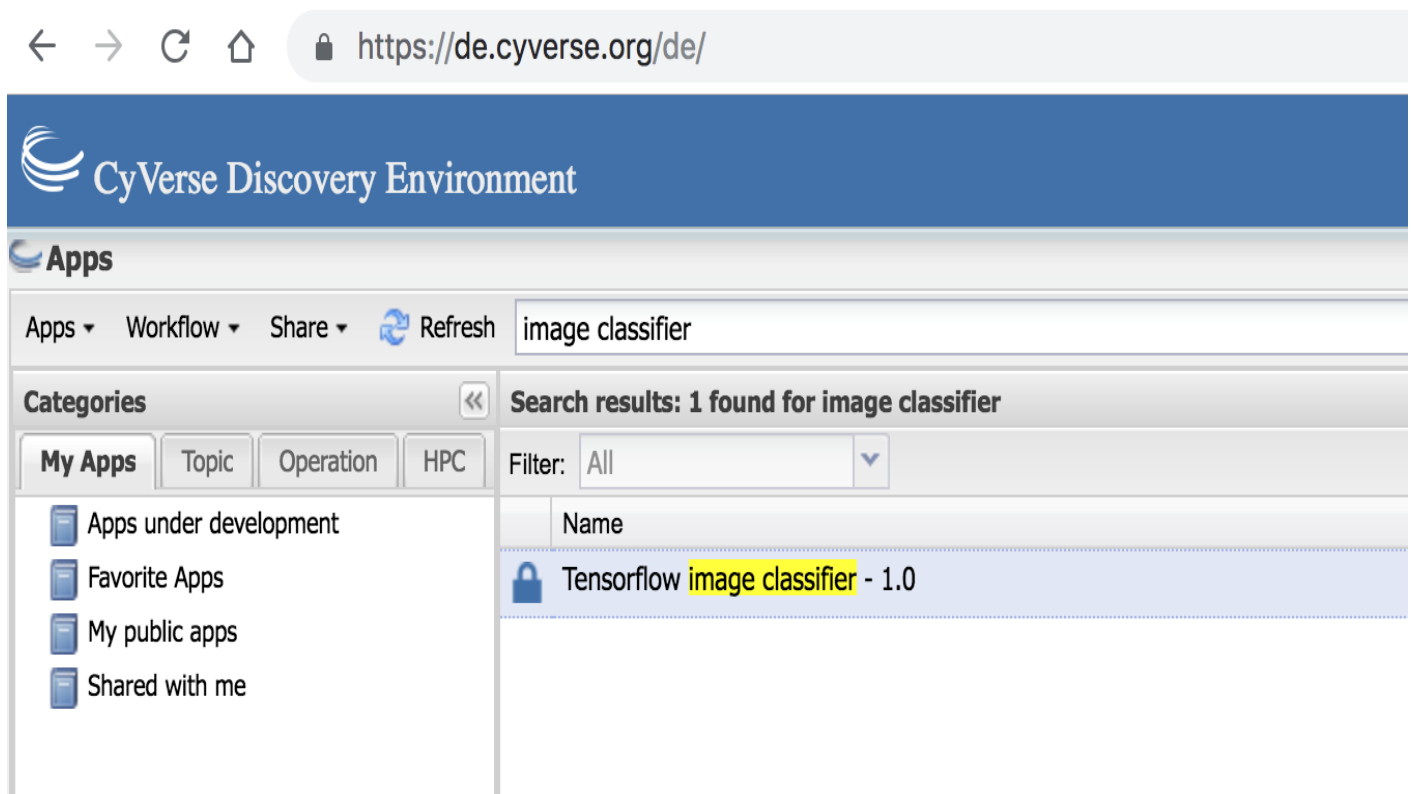 https://de.cyverse.org/de/
CyVerse Discovery Environment
Apps
Apps Workflow Share Refresh image classifier
Categories
My Apps Topic Operation HPC
Apps under development
Favorite Apps
My public apps
Shared with me
Search results: 1 found for image classifier
Filter: All
Name
Tensorflow image classifier - 1.0